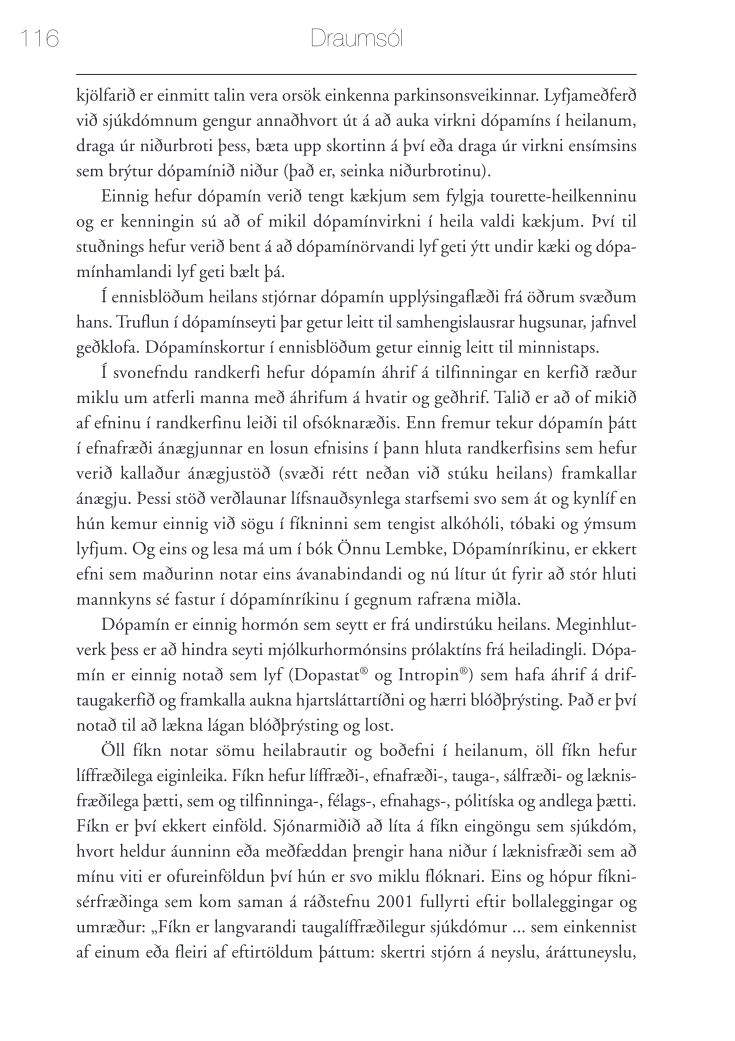 116
Draumsól
kjölfarið er einmitt talin vera orsök einkenna parkinsonsveikinnar. Lyfjameðferð
við sjúkdómnum gengur annaðhvort út á að auka virkni dópamíns í heilanum,
draga úr niðurbroti þess, bæta upp skortinn á því eða draga úr virkni ensímsins
sem brýtur dópamínið niður (það er, seinka niðurbrotinu).
Einnig hefur dópamín verið tengt kækjum sem fylgja tourette-heilkenninu
og er kenningin sú að of mikil dópamínvirkni í heila valdi kækjum. Því til
stuðnings hefur verið bent á að dópamínörvandi lyf geti ýtt undir kæki og dópa-
mínhamlandi lyf geti bælt þá.
Í ennisblöðum heilans stjórnar dópamín upplýsingaflæði frá öðrum svæðum
hans. Truflun í dópamínseyti þar getur leitt til samhengislausrar hugsunar, jafnvel
geðklofa. Dópamínskortur í ennisblöðum getur einnig leitt til minnistaps.
Í svonefndu randkerfi hefur dópamín áhrif á tilfinningar en kerfið ræður
miklu um atferli manna með áhrifum á hvatir og geðhrif. Talið er að of mikið
af efninu í randkerfinu leiði til ofsóknaræðis. Enn fremur tekur dópamín þátt
í efnafræði ánægjunnar en losun efnisins í þann hluta randkerfisins sem hefur
verið kallaður ánægjustöð (svæði rétt neðan við stúku heilans) framkallar
ánægju. Þessi stöð verðlaunar lífsnauðsynlega starfsemi svo sem át og kynlíf en
hún kemur einnig við sögu í fíkninni sem tengist alkóhóli, tóbaki og ýmsum
lyfjum. Og eins og lesa má um í bók Önnu Lembke, Dópamínríkinu, er ekkert
efni sem maðurinn notar eins ávanabindandi og nú lítur út fyrir að stór hluti
mannkyns sé fastur í dópamínríkinu í gegnum rafræna miðla.
Dópamín er einnig hormón sem seytt er frá undirstúku heilans. Meginhlut-
verk þess er að hindra seyti mjólkurhormónsins prólaktíns frá heiladingli. Dópa-
mín er einnig notað sem lyf (Dopastat® og Intropin®) sem hafa áhrif á drif-
taugakerfið og framkalla aukna hjartsláttartíðni og hærri blóðþrýsting. Það er því
notað til að lækna lágan blóðþrýsting og lost.
Öll fíkn notar sömu heilabrautir og boðefni í heilanum, öll fíkn hefur
líffræðilega eiginleika. Fíkn hefur líffræði-, efnafræði-, tauga-, sálfræði- og læknis-
fræðilega þætti, sem og tilfinninga-, félags-, efnahags-, pólitíska og andlega þætti.
Fíkn er því ekkert einföld. Sjónarmiðið að líta á fíkn eingöngu sem sjúkdóm,
hvort heldur áunninn eða meðfæddan þrengir hana niður í læknisfræði sem að
mínu viti er ofureinföldun því hún er svo miklu flóknari. Eins og hópur fíkni-
sérfræðinga sem kom saman á ráðstefnu 2001 fullyrti eftir bollaleggingar og
umræður: „Fíkn er langvarandi taugalíffræðilegur sjúkdómur ... sem einkennist
af einum eða fleiri af eftirtöldum þáttum: skertri stjórn á neyslu, áráttuneyslu,